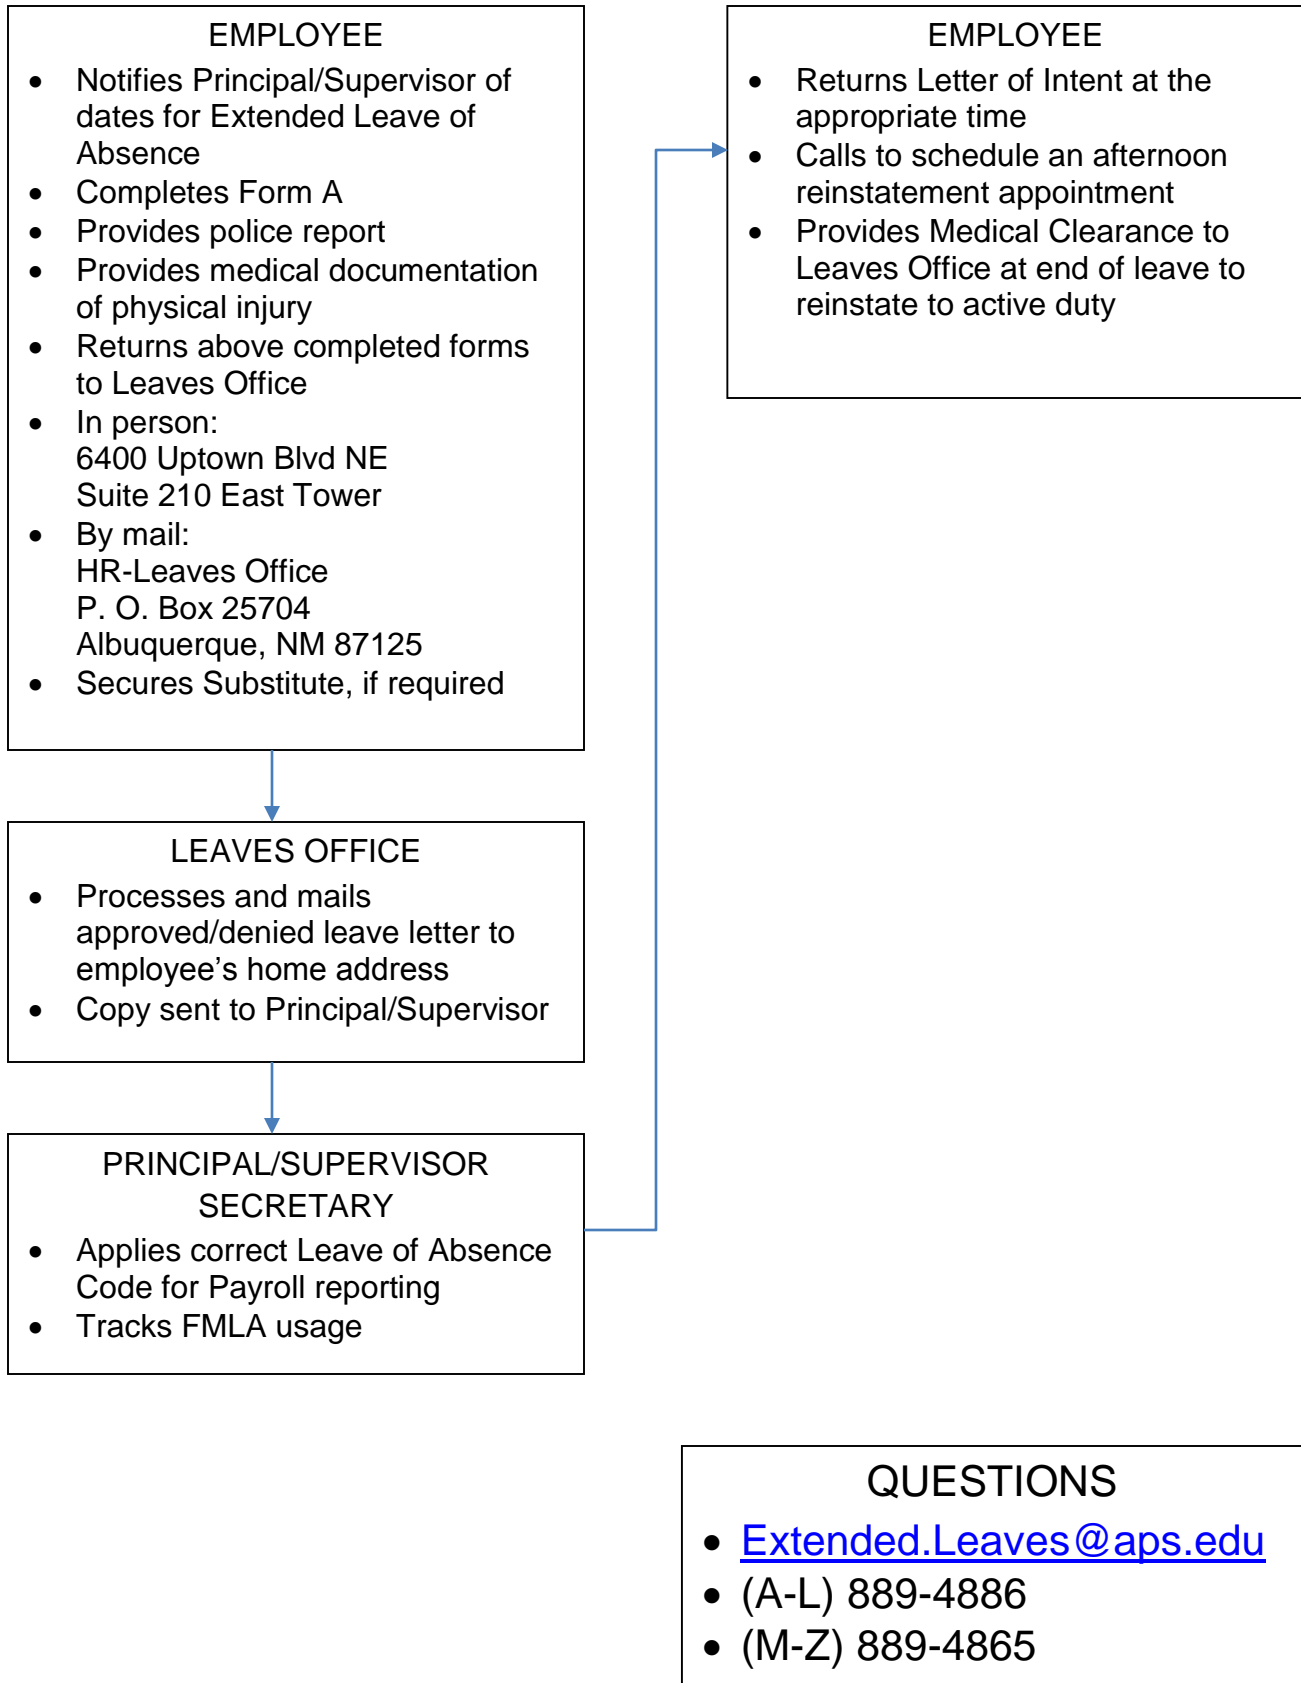 EMPLOYEE
• Notifies Principal/Supervisor of
dates for Extended Leave of
Absence
• Completes Form A
• Provides police report
• Provides medical documentation
of physical injury
• Returns above completed forms
to Leaves Office
• In person:
6400 Uptown Blvd NE
Suite 210 East Tower
• By mail:
HR-Leaves Office
P. O. Box 25704
Albuquerque, NM 87125
• Secures Substitute, if required
LEAVES OFFICE
• Processes and mails
approved/denied leave letter to
employee’s home address
• Copy sent to Principal/Supervisor
PRINCIPAL/SUPERVISOR
SECRETARY
• Applies correct Leave of Absence
Code for Payroll reporting
• Tracks FMLA usage
EMPLOYEE
• Returns Letter of Intent at the
appropriate time
• Calls to schedule an afternoon
reinstatement appointment
• Provides Medical Clearance to
Leaves Office at end of leave to
reinstate to active duty
QUESTIONS
• Extended.Leaves@aps.edu
• (A-L) 889-4886
• (M-Z) 889-4865